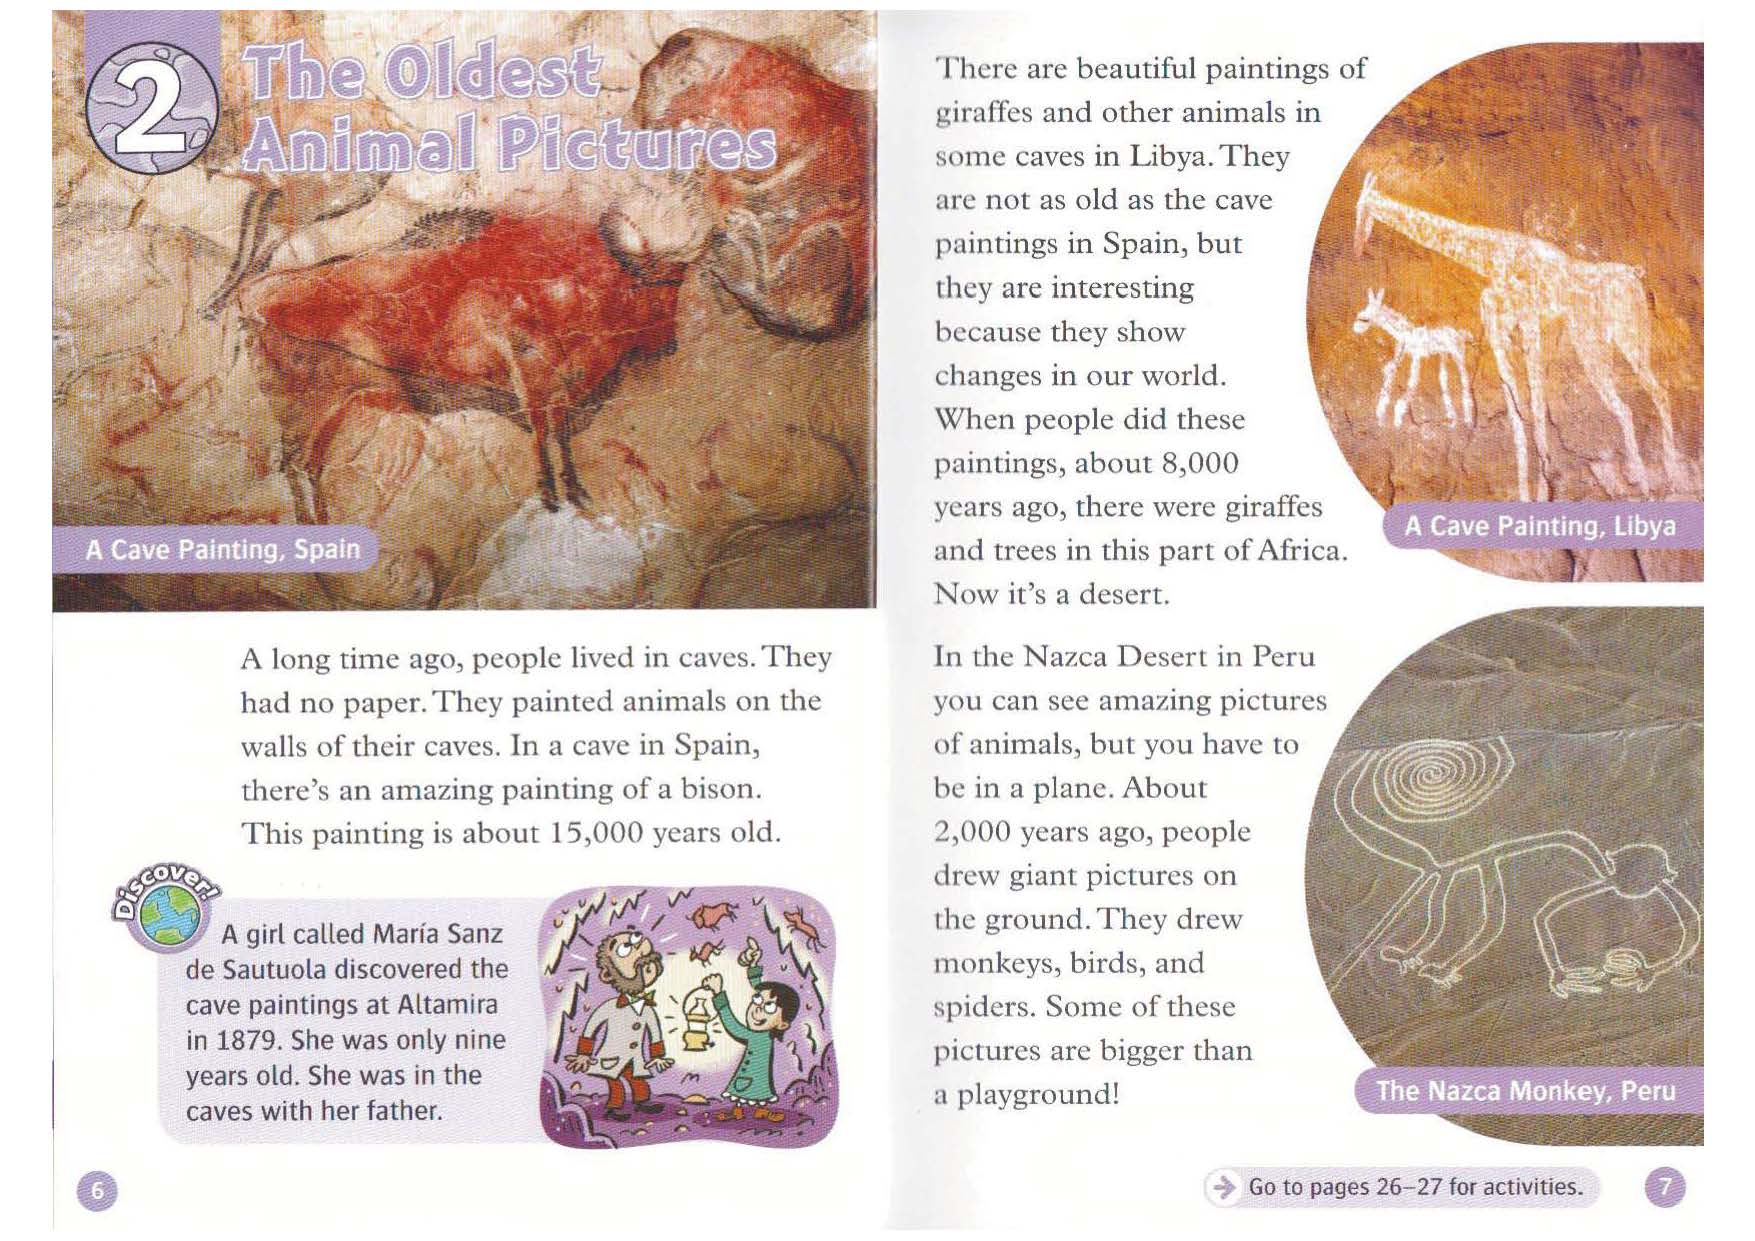 2
The Oldest
Animal Pictures
A Cave Painting, Spain
A long time ago, people lived in caves. They
had no paper. They painted animals on the
walls of their caves. In a cave in Spain,
there's an amazing painting of a bison.
This painting is about 15,000 years old.
Discover!
A girl called María Sanz
de Sautuola discovered the
cave paintings at Altamira
in 1879. She was only nine
years old. She was in the
caves with her father.
6
There are beautiful paintings of
giraffes and other animals in
some caves in Libya. They
are not as old as the cave
paintings in Spain, but
they are interesting
because they show
changes in our world.
When people did these
paintings, about 8,000
years ago, there were giraffes
and trees in this part of Africa.
Now it's a desert.
A Cave Painting, Libya
In the Nazca Desert in Peru
you can see amazing pictures
of animals, but you have to
be in a plane. About
2,000 years ago, people
drew giant pictures on
the ground. They drew
monkeys, birds, and
spiders. Some of these
pictures are bigger than
a playground!
The Nazca Monkey, Peru
Go to pages 26–27 for activities.
7